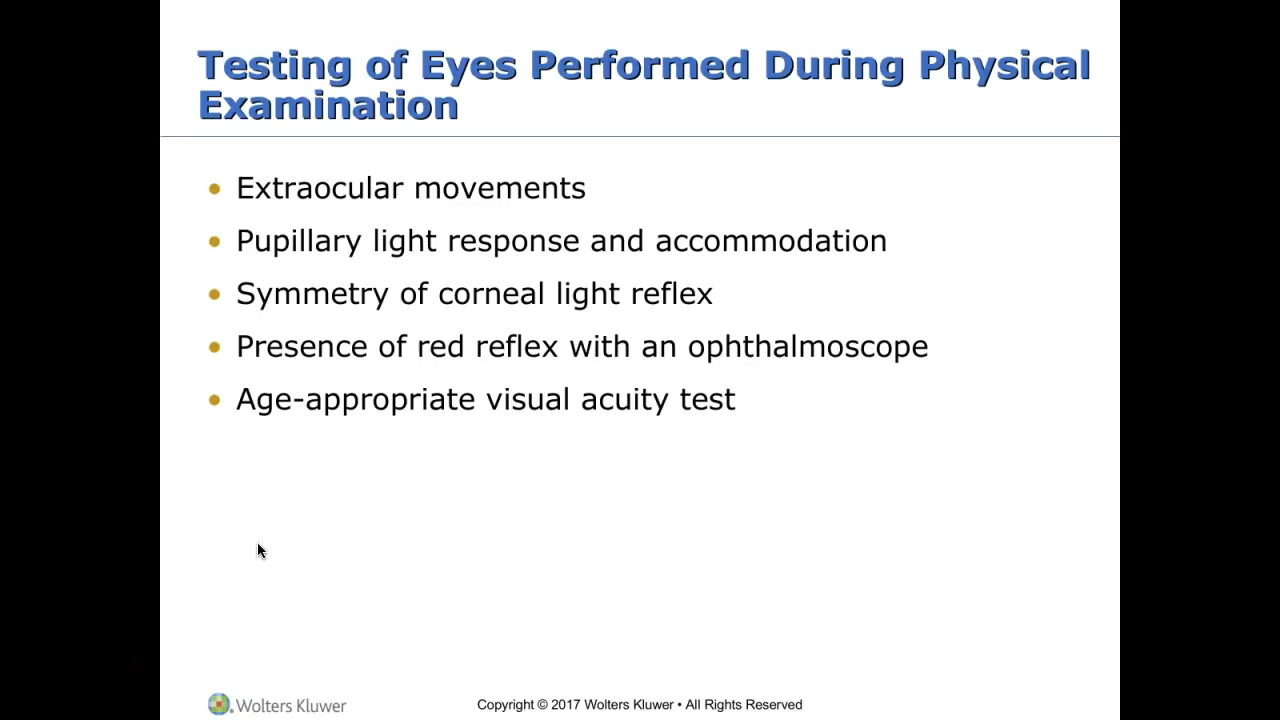 Testing of Eyes Performed During Physical
Examination
• Extraocular movements
• Pupillary light response and accommodation
• Symmetry of corneal light reflex
• Presence of red reflex with an ophthalmoscope
• Age-appropriate visual acuity test
Wolters Kluwer
Copyright © 2017 Wolters Kluwer • All Rights Reserved